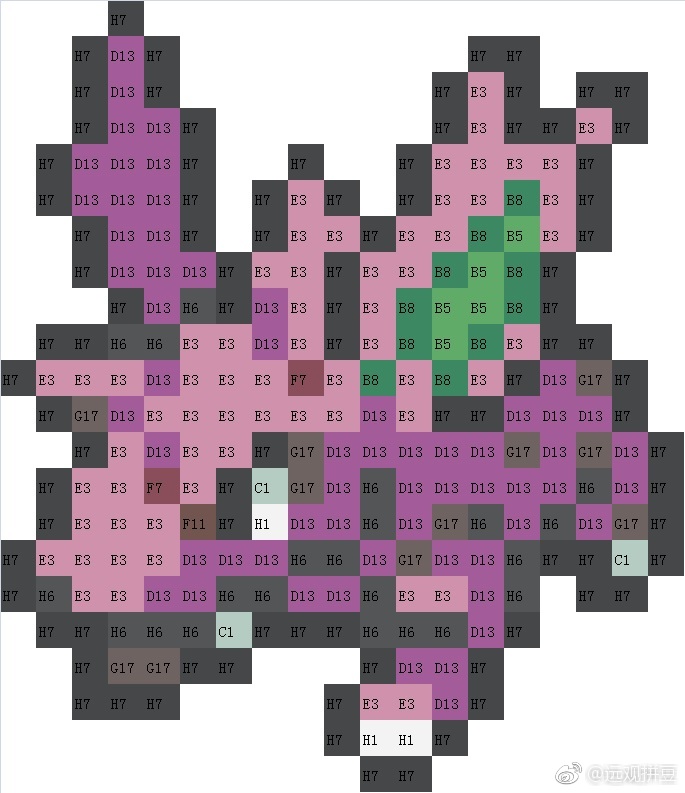 H7
H7 D13 H7 H7 H7
H7 D13 H7 H7 E3 H7 H7 H7
H7 D13 D13 H7 H7 E3 H7 H7 E3 H7
H7 D13 D13 D13 H7 H7 H7 E3 E3 E3 E3 H7
H7 D13 D13 D13 H7 H7 E3 H7 H7 E3 E3 B8 E3 H7
H7 D13 D13 H7 H7 E3 E3 H7 E3 E3 B8 B5 E3 H7
H7 D13 D13 D13 H7 E3 E3 H7 E3 E3 B8 B5 B8 H7
H7 D13 H6 H7 D13 E3 H7 E3 B8 B5 B5 B8 H7
H7 H7 H6 H6 E3 E3 D13 E3 H7 E3 B8 B5 B8 E3 H7 H7
H7 E3 E3 E3 D13 E3 E3 E3 F7 E3 B8 E3 B8 E3 H7 D13 G17 H7
H7 G17 D13 E3 E3 E3 E3 E3 E3 D13 E3 H7 H7 D13 D13 D13 H7
H7 E3 D13 E3 E3 H7 G17 D13 D13 D13 D13 D13 G17 D13 G17 D13 H7
H7 E3 E3 F7 E3 H7 C1 G17 D13 H6 D13 D13 D13 D13 D13 H6 D13 H7
H7 E3 E3 E3 F11 H7 H1 D13 D13 H6 D13 G17 H6 D13 H6 D13 G17 H7
H7 E3 E3 E3 E3 D13 D13 D13 H6 H6 D13 G17 D13 D13 H6 H7 H7 C1 H7
H7 H6 E3 E3 D13 D13 H6 H6 D13 D13 H6 E3 E3 D13 H6 H7 H7
H7 H7 H6 H6 H6 C1 H7 H7 H7 H6 H6 H6 D13 H7
H7 G17 G17 H7 H7 H7 D13 D13 H7
H7 H7 H7 H7 E3 E3 D13 H7
H7 H1 H1 H7
H7 H7
@远观拼豆